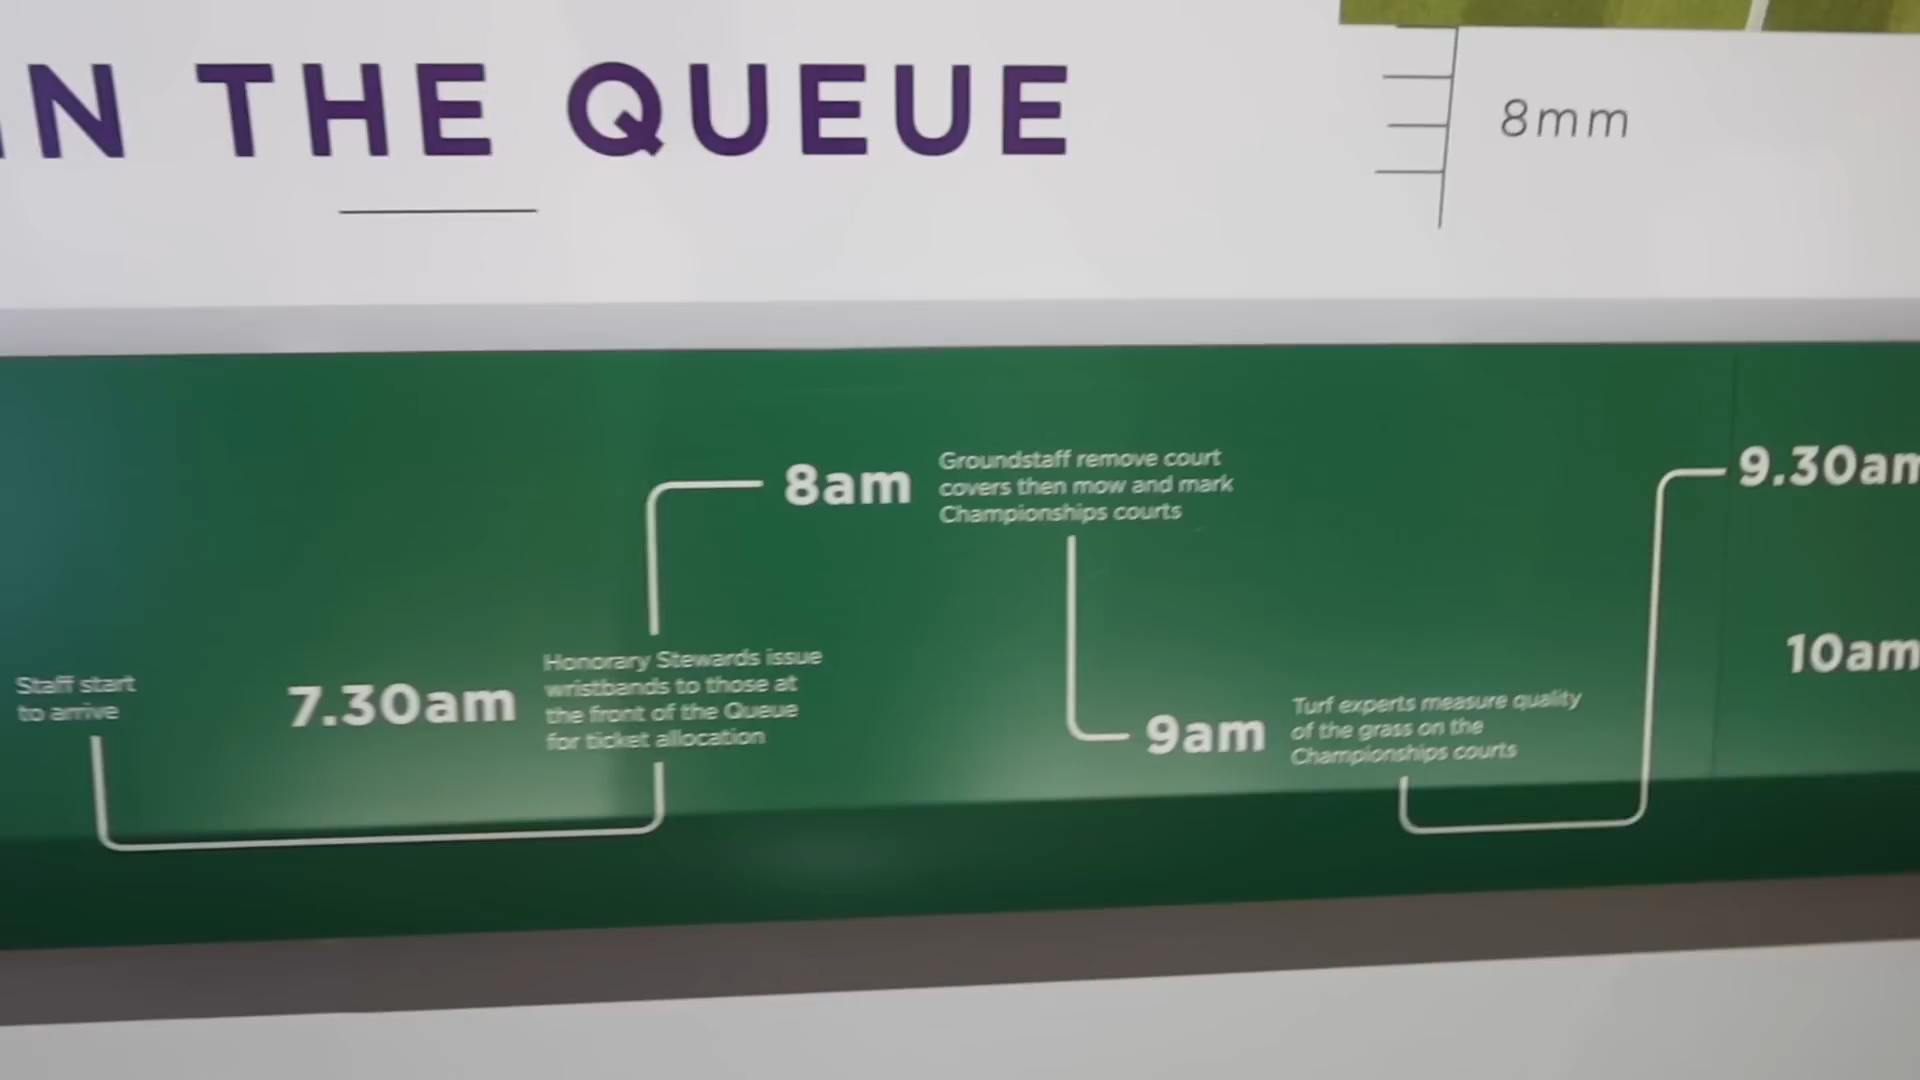 IN THE QUEUE
8mm
Staff start
to arrive
7.30am
Honorary Stewards issue
wristbands to those at
the front of the Queue
for ticket allocation
8am
Groundstaff remove court
covers then mow and mark
Championships courts
9am
Turf experts measure quality
of the grass on the
Championships courts
9.30am
10am